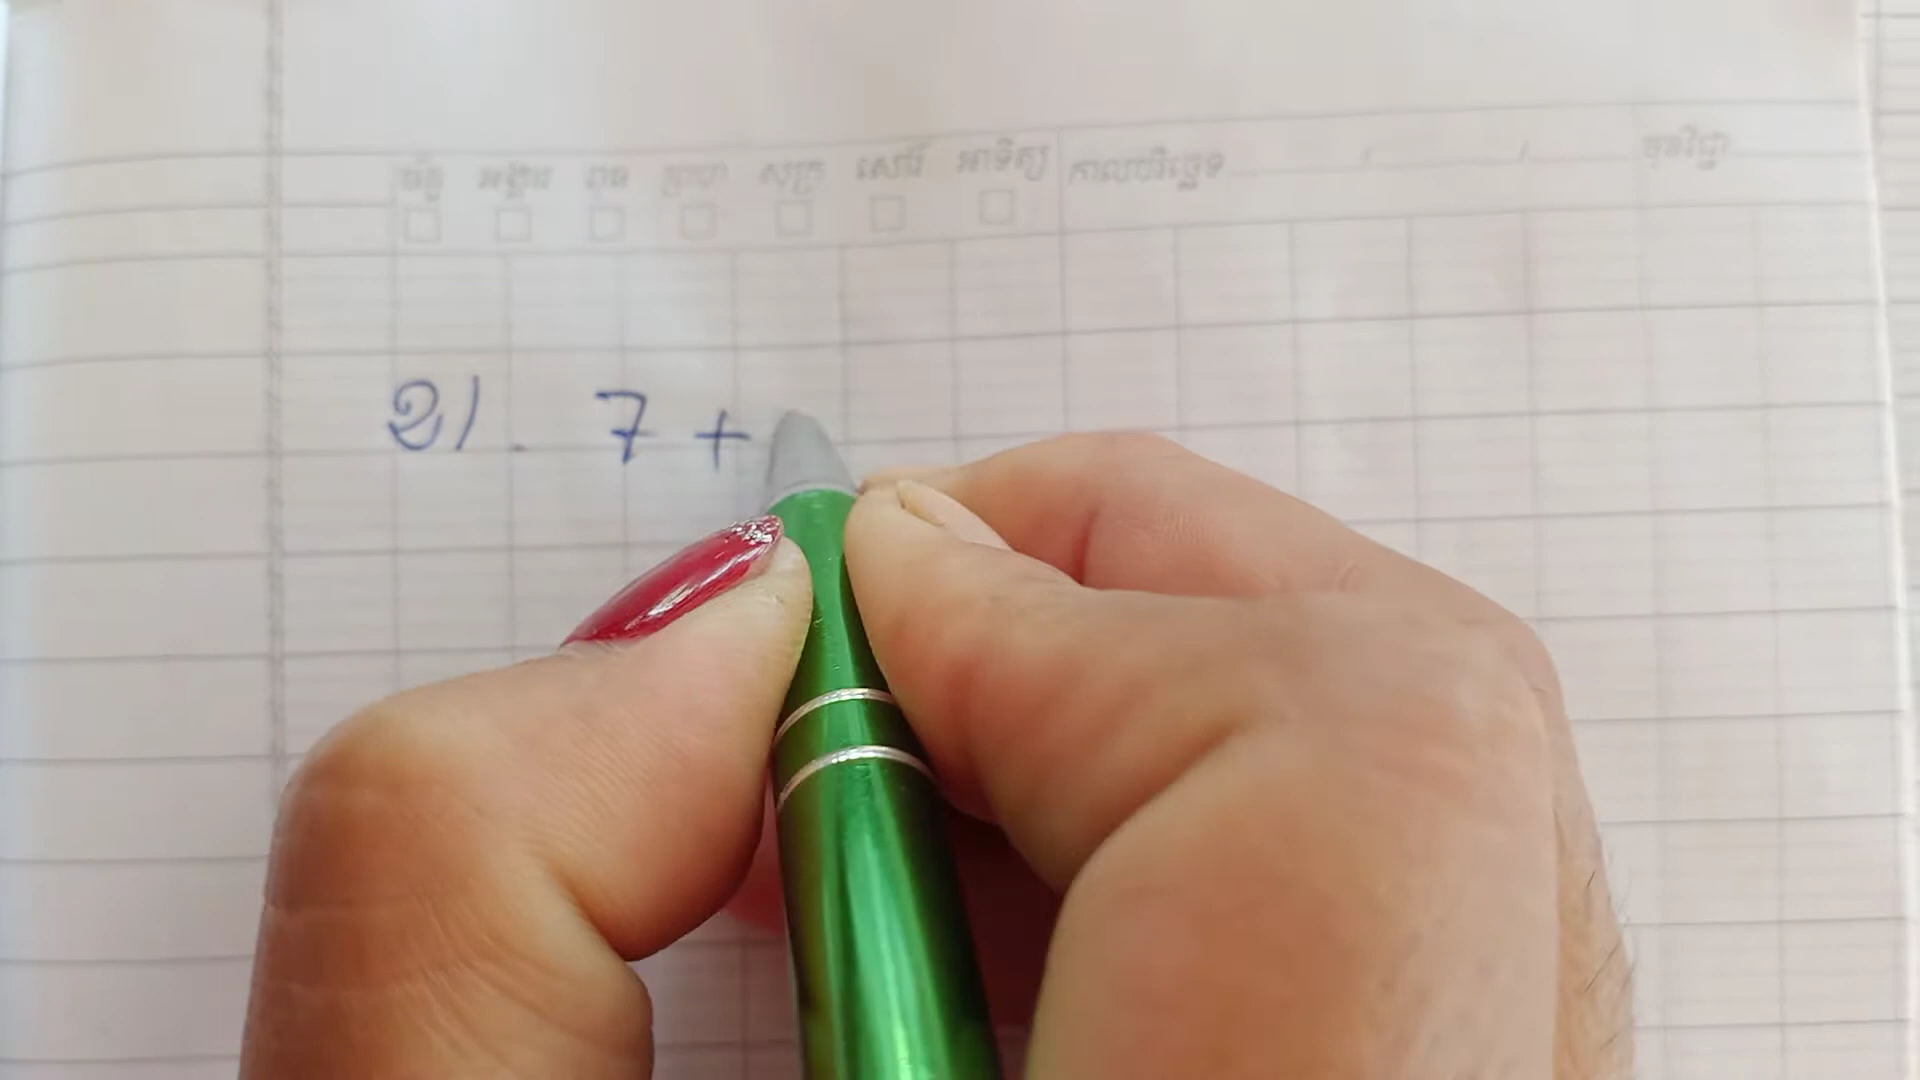 ច័ន្ទ អង្គារ ពុធ ព្រហ សុក្រ សៅរ៍ អាទិត្យ កាលបរិច្ឆេទ / /
21. 7 +